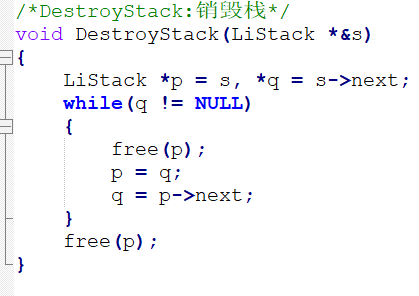 /*DestroyStack:销毁栈*/
void DestroyStack(LiStack *&s)
{
    LiStack *p = s, *q = s->next;
    while(q != NULL)
    {
        free(p);
        p = q;
        q = p->next;
    }
    free(p);
}